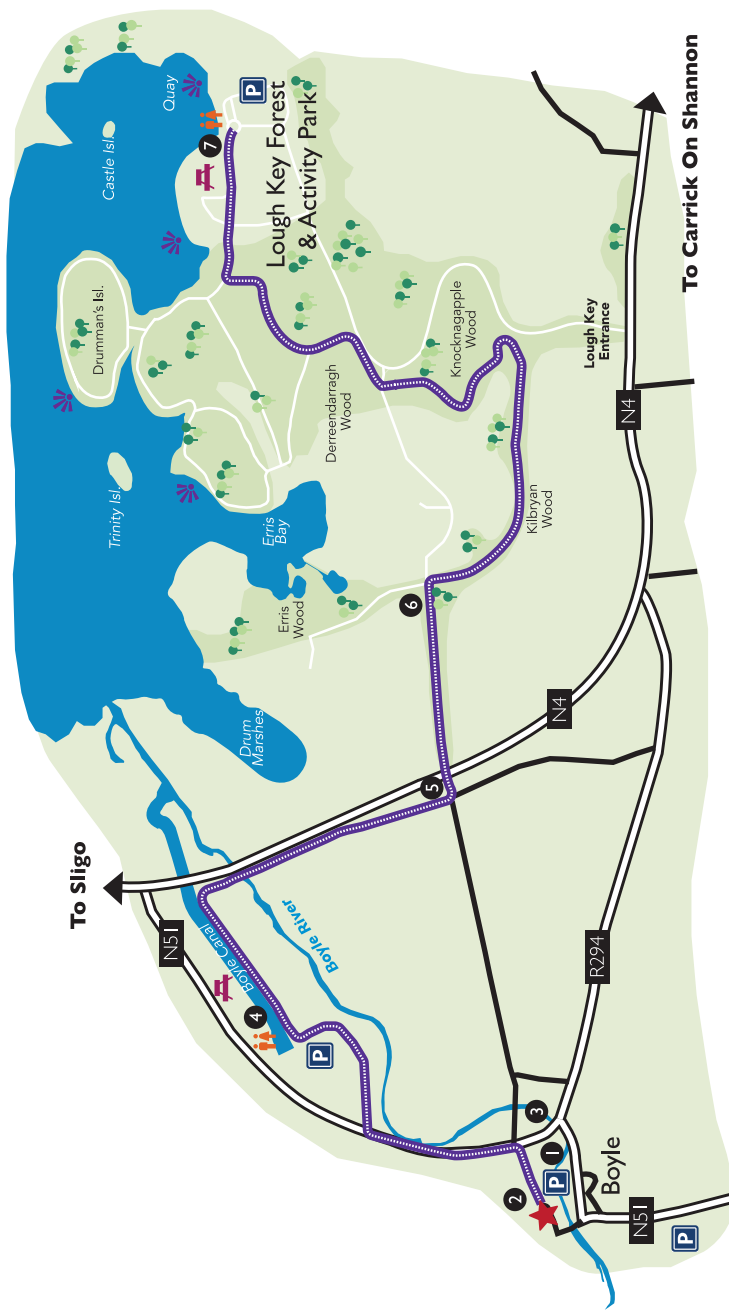 Quay
Castle Isl.
P
7
Lough Key Forest
& Activity Park
To Carrick On Shannon
Drumman's Isl.
Trinity Isl.
Derreendarragh
Wood
Knocknagapple
Wood
Lough Key
Entrance
N4
Erris
Bay
Erris
Wood
Kilbryan
Wood
6
Drum
Marshes
N4
5
To Sligo
N51
Boyle Canal
Boyle River
4
P
R294
3
1
P
2
Boyle
N51
P